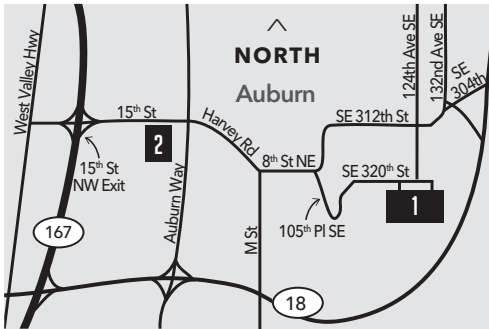 West Valley Hwy
NORTH
Auburn
124th Ave SE
132nd Ave SE
SE
304th
15th St
2
Harvey Rd
SE 312th St
15th St
NW Exit
8th St NE
SE 320th St
1
Auburn Way
105th Pl SE
M St
167
18